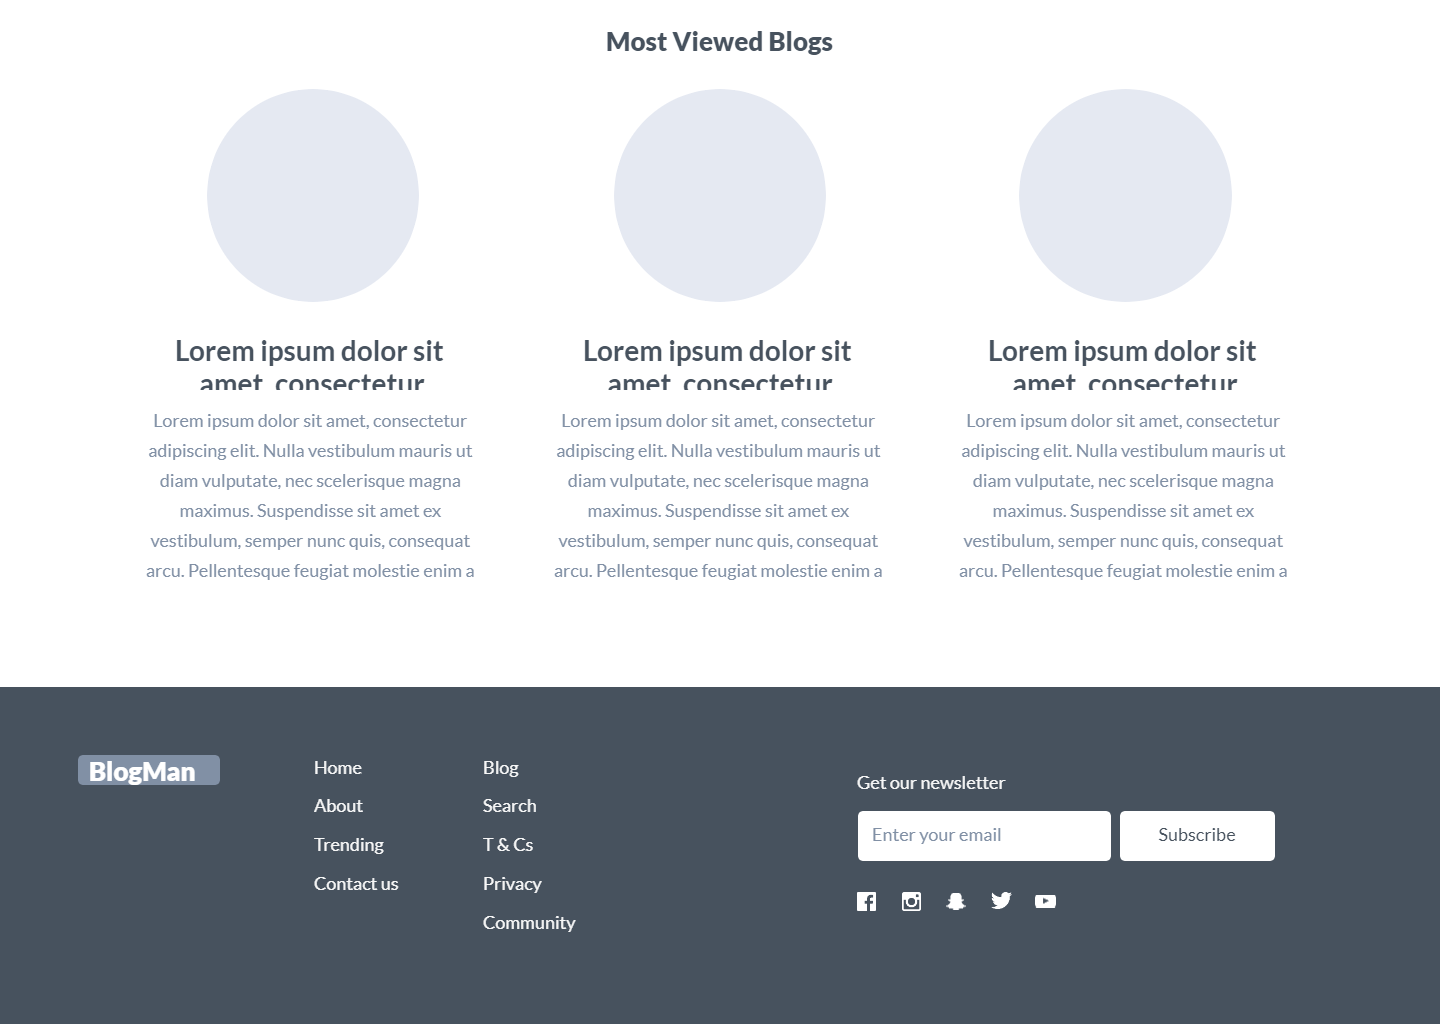 Most Viewed Blogs
Lorem ipsum dolor sit
amet, consectetur
Lorem ipsum dolor sit amet, consectetur
adipiscing elit. Nulla vestibulum mauris ut
diam vulputate, nec scelerisque magna
maximus. Suspendisse sit amet ex
vestibulum, semper nunc quis, consequat
arcu. Pellentesque feugiat molestie enim a
Lorem ipsum dolor sit
amet, consectetur
Lorem ipsum dolor sit amet, consectetur
adipiscing elit. Nulla vestibulum mauris ut
diam vulputate, nec scelerisque magna
maximus. Suspendisse sit amet ex
vestibulum, semper nunc quis, consequat
arcu. Pellentesque feugiat molestie enim a
Lorem ipsum dolor sit
amet, consectetur
Lorem ipsum dolor sit amet, consectetur
adipiscing elit. Nulla vestibulum mauris ut
diam vulputate, nec scelerisque magna
maximus. Suspendisse sit amet ex
vestibulum, semper nunc quis, consequat
arcu. Pellentesque feugiat molestie enim a
BlogMan
Home
About
Trending
Contact us
Blog
Search
T & Cs
Privacy
Community
Get our newsletter
Enter your email
Subscribe